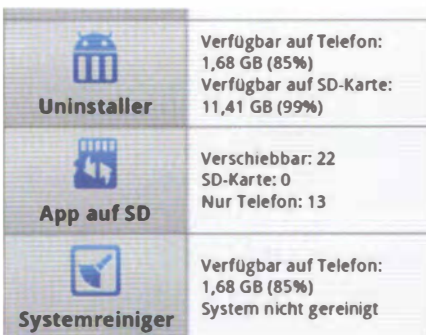 Uninstaller
Verfügbar auf Telefon:
1,68 GB (85%)
Verfügbar auf SD-Karte:
11,41 GB (99%)
App auf SD
Verschiebbar: 22
SD-Karte: 0
Nur Telefon: 13
Systemreiniger
Verfügbar auf Telefon:
1,68 GB (85%)
System nicht gereinigt